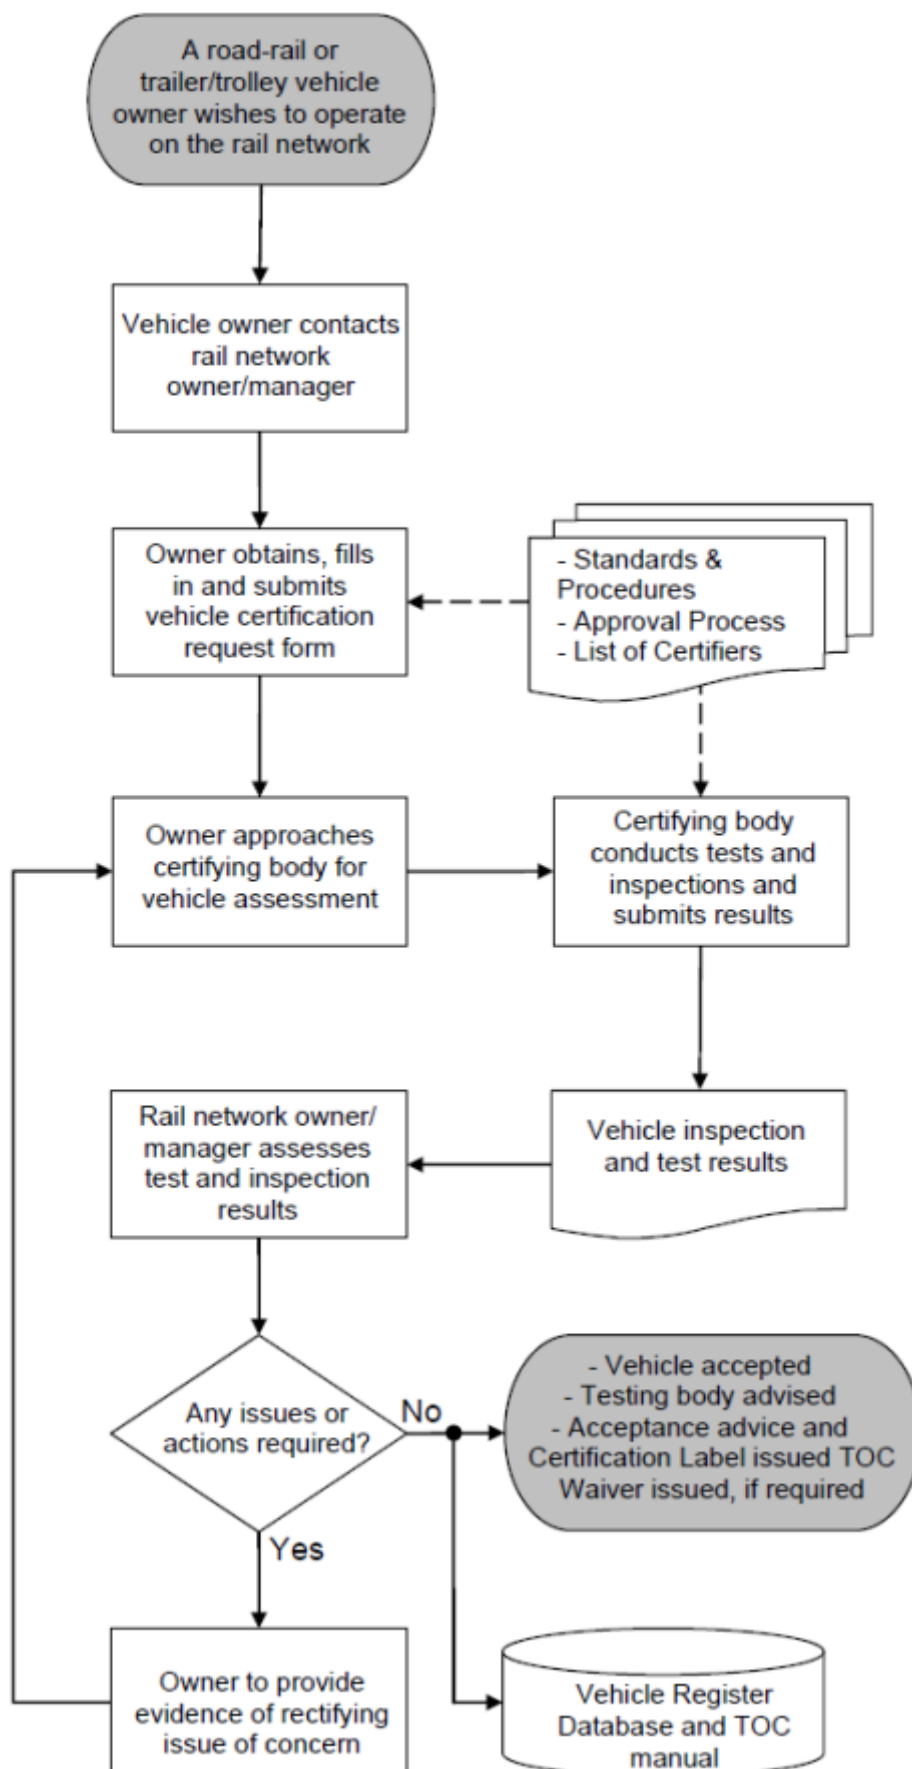 A road-rail or
trailer/trolley vehicle
owner wishes to operate
on the rail network
Vehicle owner contacts
rail network
owner/manager
Owner obtains, fills
in and submits
vehicle certification
request form
- Standards &
Procedures
- Approval Process
- List of Certifiers
Owner approaches
certifying body for
vehicle assessment
Certifying body
conducts tests and
inspections and
submits results
Rail network owner/
manager assesses
test and inspection
results
Vehicle inspection
and test results
Any issues or
actions required?
No
- Vehicle accepted
- Testing body advised
- Acceptance advice and
Certification Label issued TOC
Waiver issued, if required
Yes
Owner to provide
evidence of rectifying
issue of concern
Vehicle Register
Database and TOC
manual